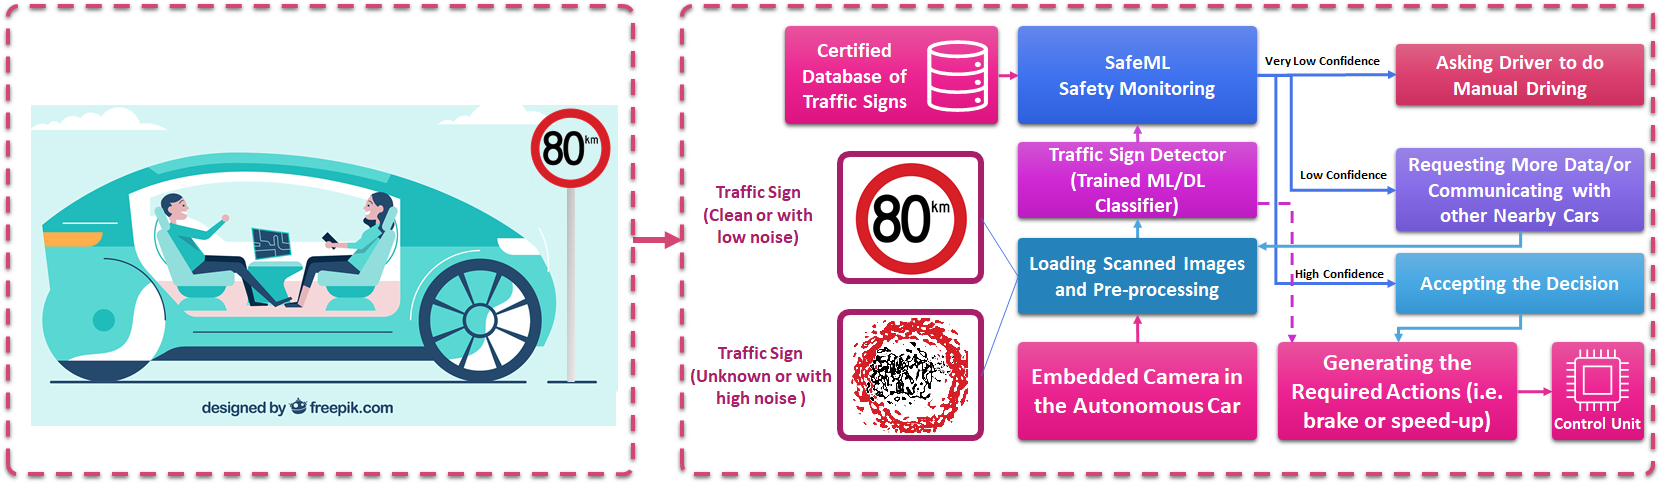 80 km
designed by freepik.com
Certified
Database of
Traffic Signs
SafeML
Safety Monitoring
Very Low Confidence
Asking Driver to do
Manual Driving
Traffic Sign
(Clean or with
low noise)
80 km
Traffic Sign Detector
(Trained ML/DL
Classifier)
Low Confidence
Requesting More Data/or
Communicating with
other Nearby Cars
Loading Scanned Images
and Pre-processing
High Confidence
Accepting the Decision
Traffic Sign
(Unknown or with
high noise )
Embedded Camera in
the Autonomous Car
Generating the
Required Actions (i.e.
brake or speed-up)
Control Unit